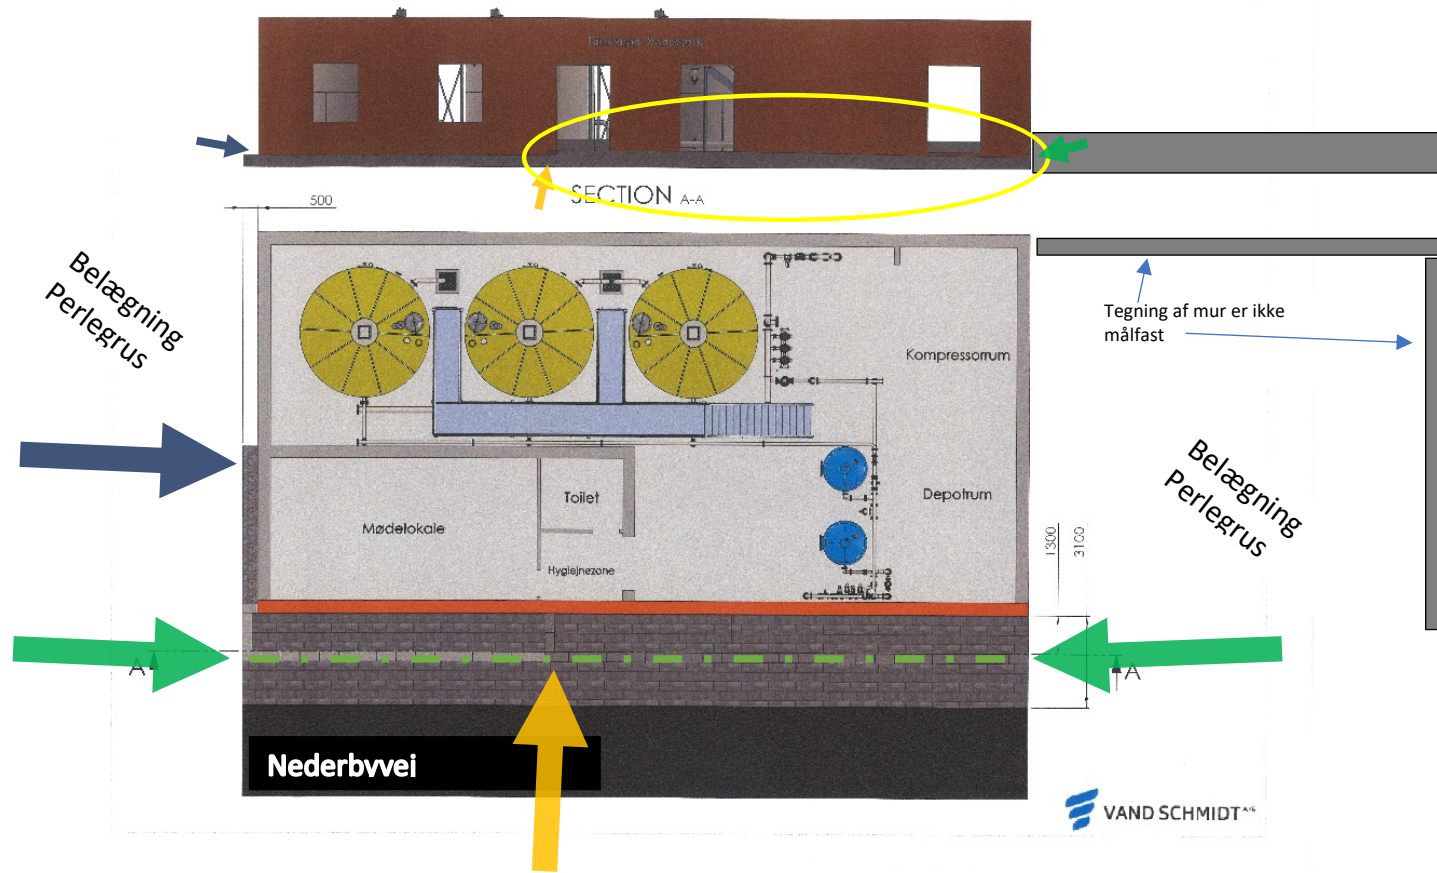 SECTION A-A
500
Belægning
Perlegrus
Tegning af mur er ikke
målfast
Kompressorrum
Belægning
Perlegrus
Toilet
Depotrum
Mødelokale
1300
3100
Hygiejnezone
A
A
Nederbyvej
VAND SCHMIDT A/S